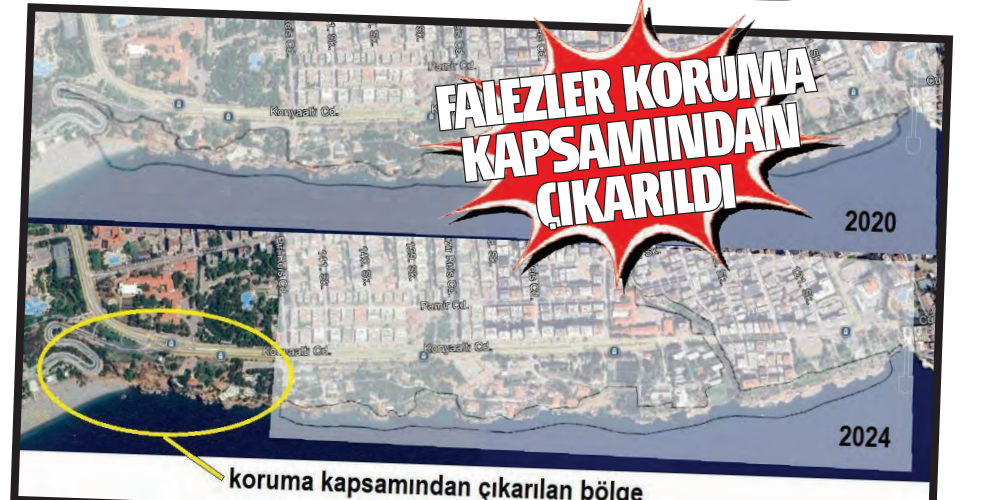 Konyaaltı Cd.
Pamir Cd.
FALEZLER KORUMA
KAPSAMINDAN
ÇIKARILDI
2020
Pamir Cd.
Konyaaltı Cd.
Konyaaltı Cd.
2024
koruma kapsamından çıkarılan bölge